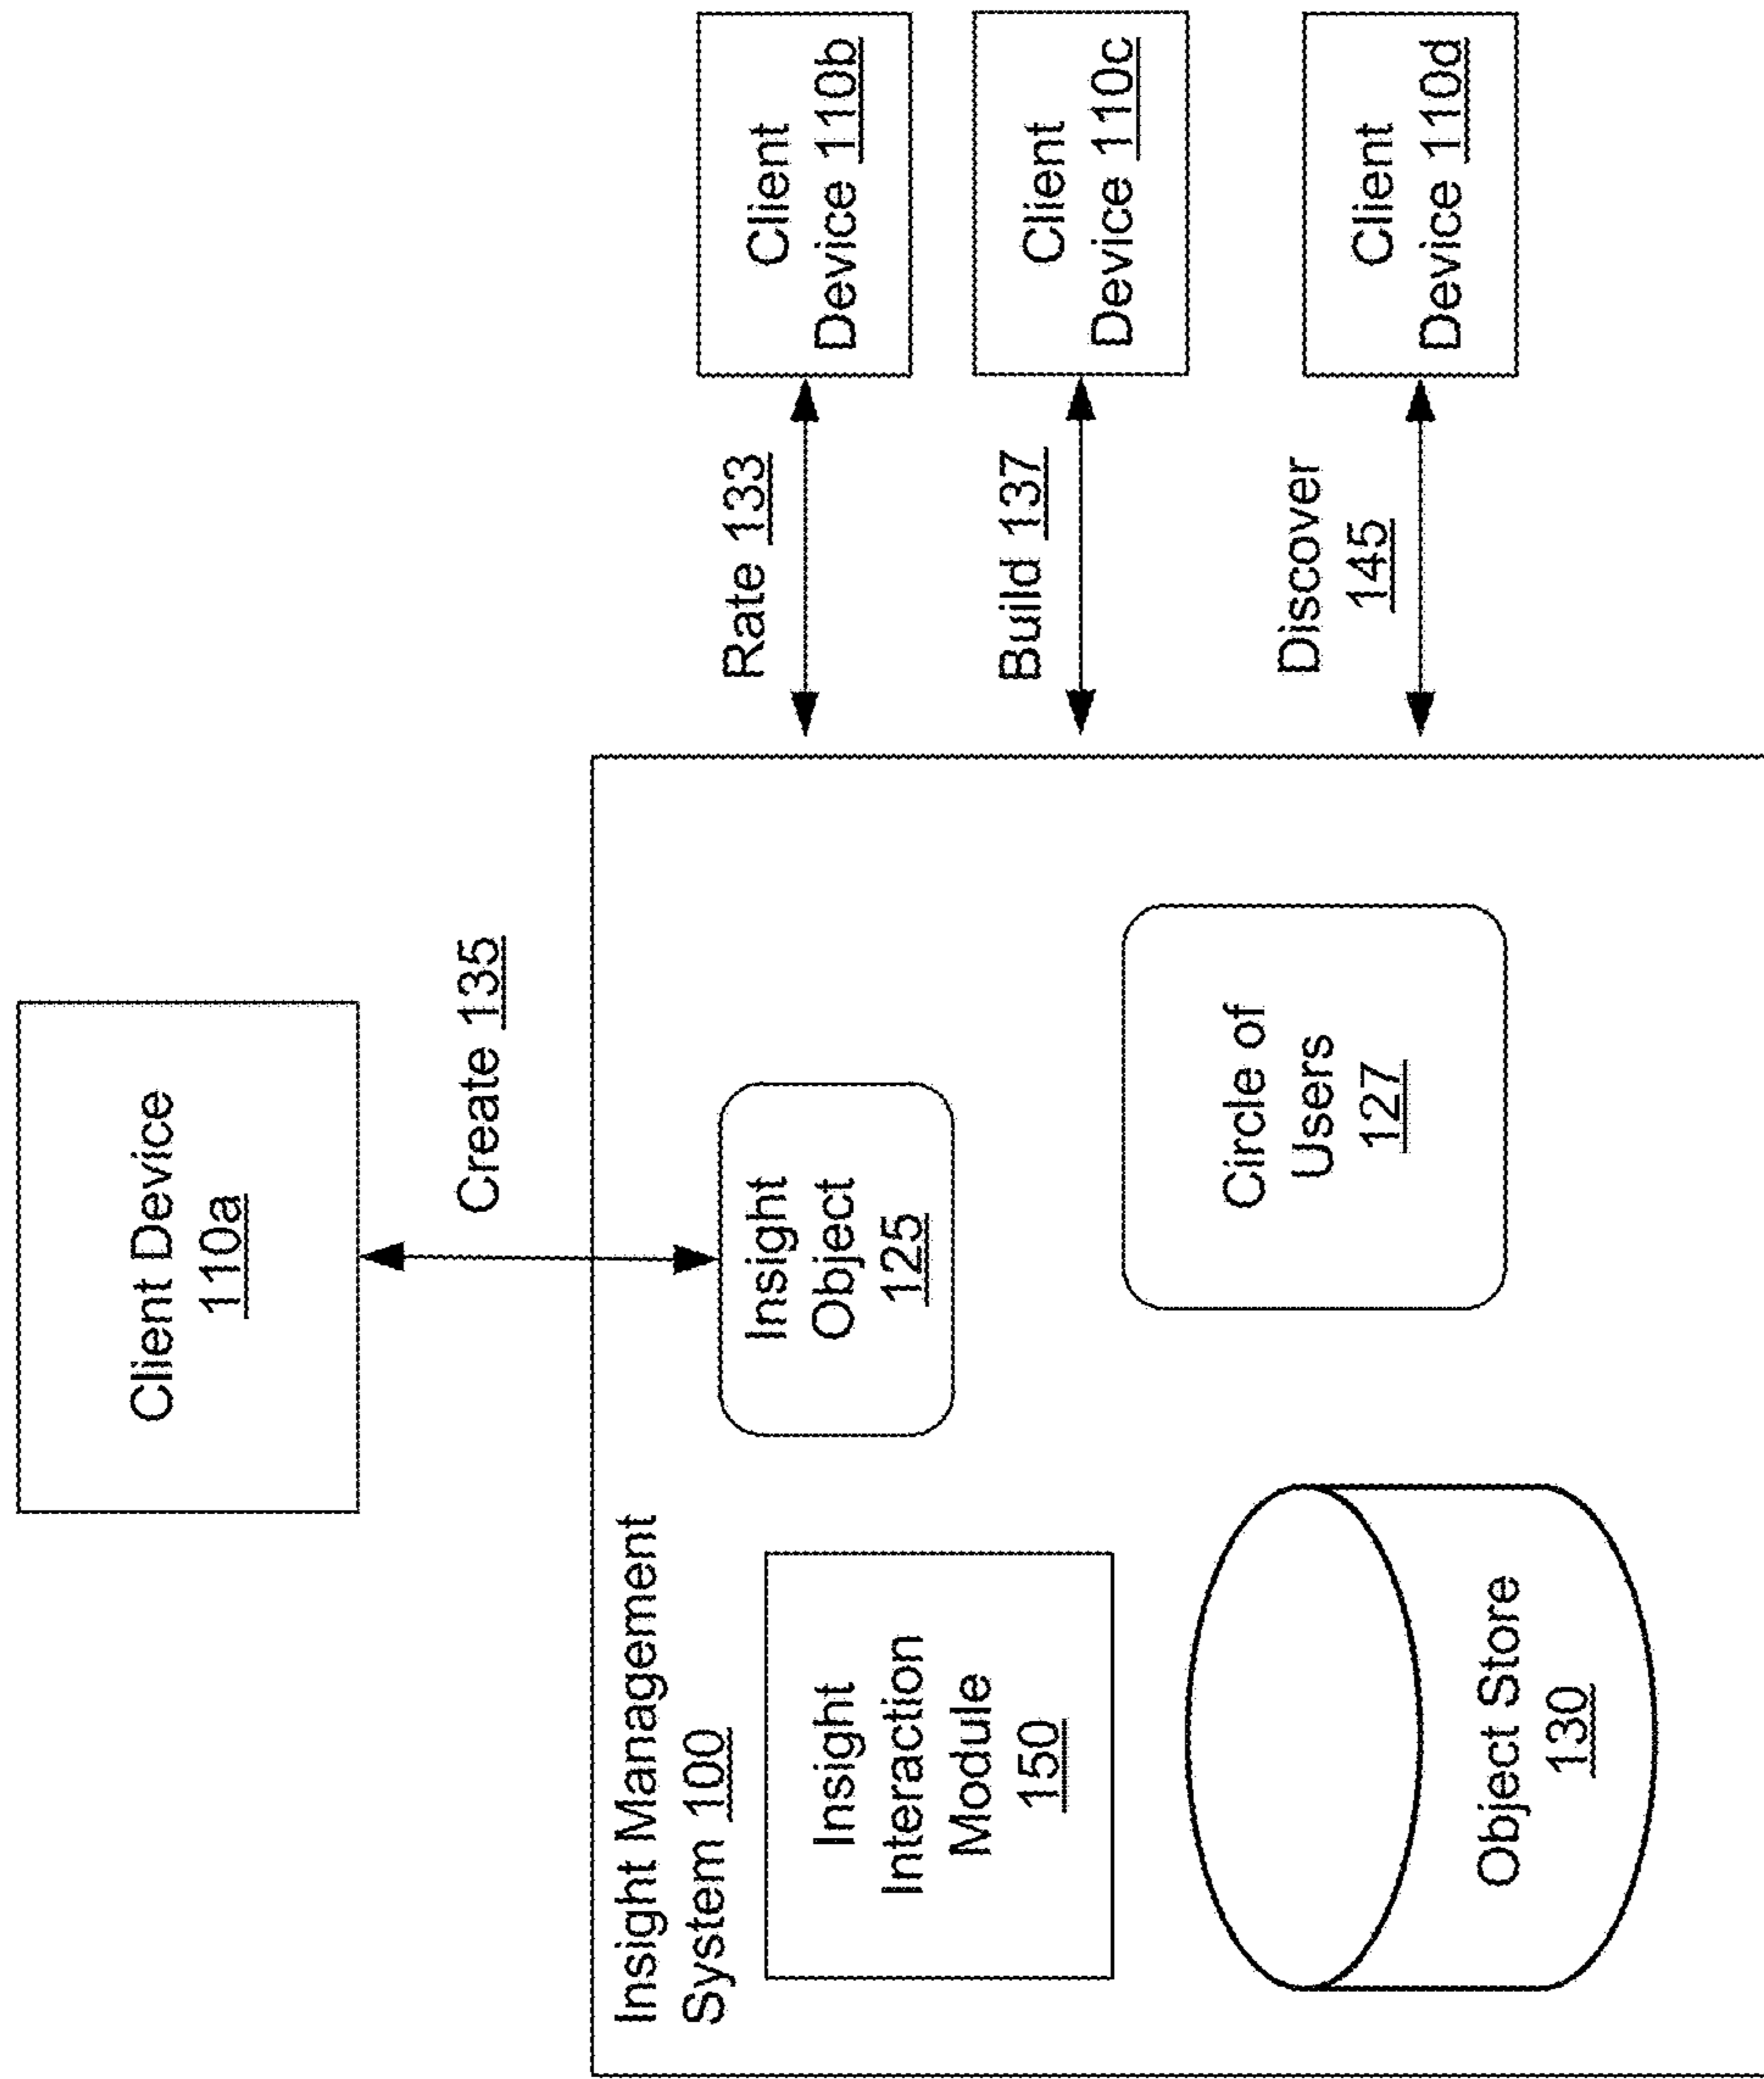 Client Device
110a
Create 135
Insight Management
System 100
Insight
Interaction
Module
150
Insight
Object
125
Object Store
130
Circle of
Users
127
Rate 133
Client
Device 110b
Build 137
Client
Device 110c
Discover
145
Client
Device 110d